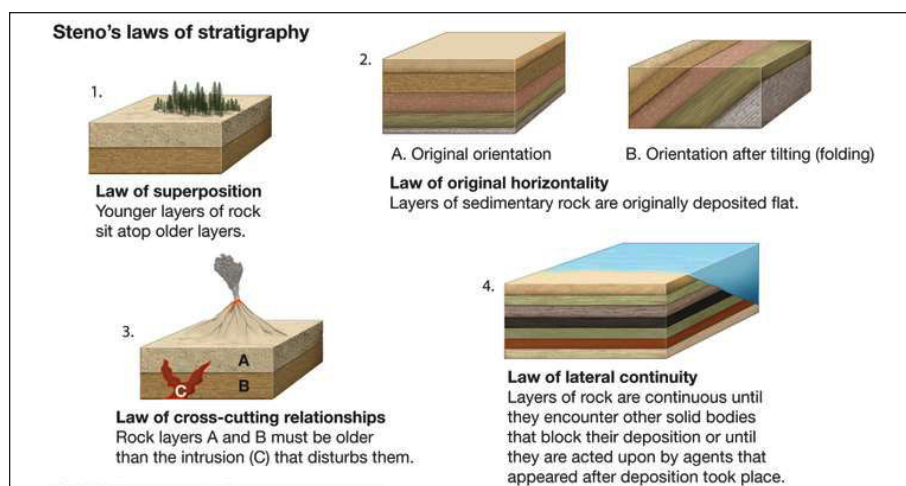 Steno's laws of stratigraphy
1.
Law of superposition
Younger layers of rock
sit atop older layers.
2.
A. Original orientation
B. Orientation after tilting (folding)
Law of original horizontality
Layers of sedimentary rock are originally deposited flat.
3.
A
B
C
Law of cross-cutting relationships
Rock layers A and B must be older
than the intrusion (C) that disturbs them.
4.
Law of lateral continuity
Layers of rock are continuous until
they encounter other solid bodies
that block their deposition or until
they are acted upon by agents that
appeared after deposition took place.